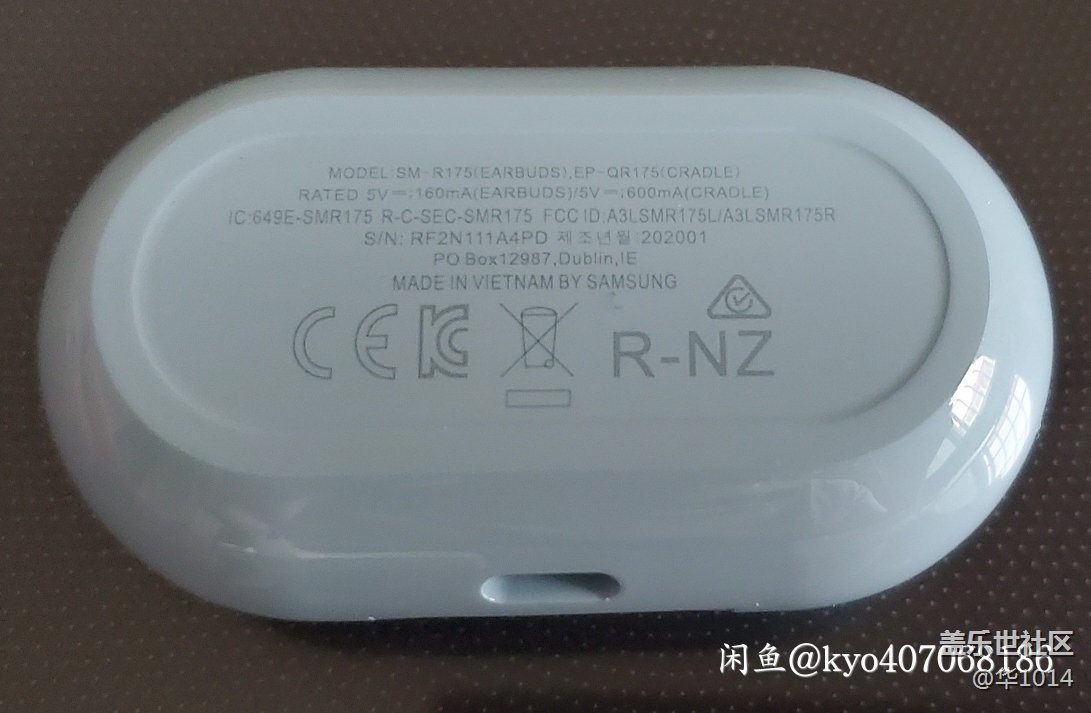 MODEL:SM-R175(EARBUDS),EP-QR175(CRADLE)
RATED 5V⎓:160mA(EARBUDS)/5V⎓:600mA(CRADLE)
IC:649E-SMR175 R-C-SEC-SMR175 FCC ID:A3LSMR175L/A3LSMR175R
S/N: RF2N111A4PD 제조년월:202001
PO Box12987,Dublin,IE
MADE IN VIETNAM BY SAMSUNG
CE KC R-NZ
盖乐世社区
闲鱼@kyo407068186
@华1014